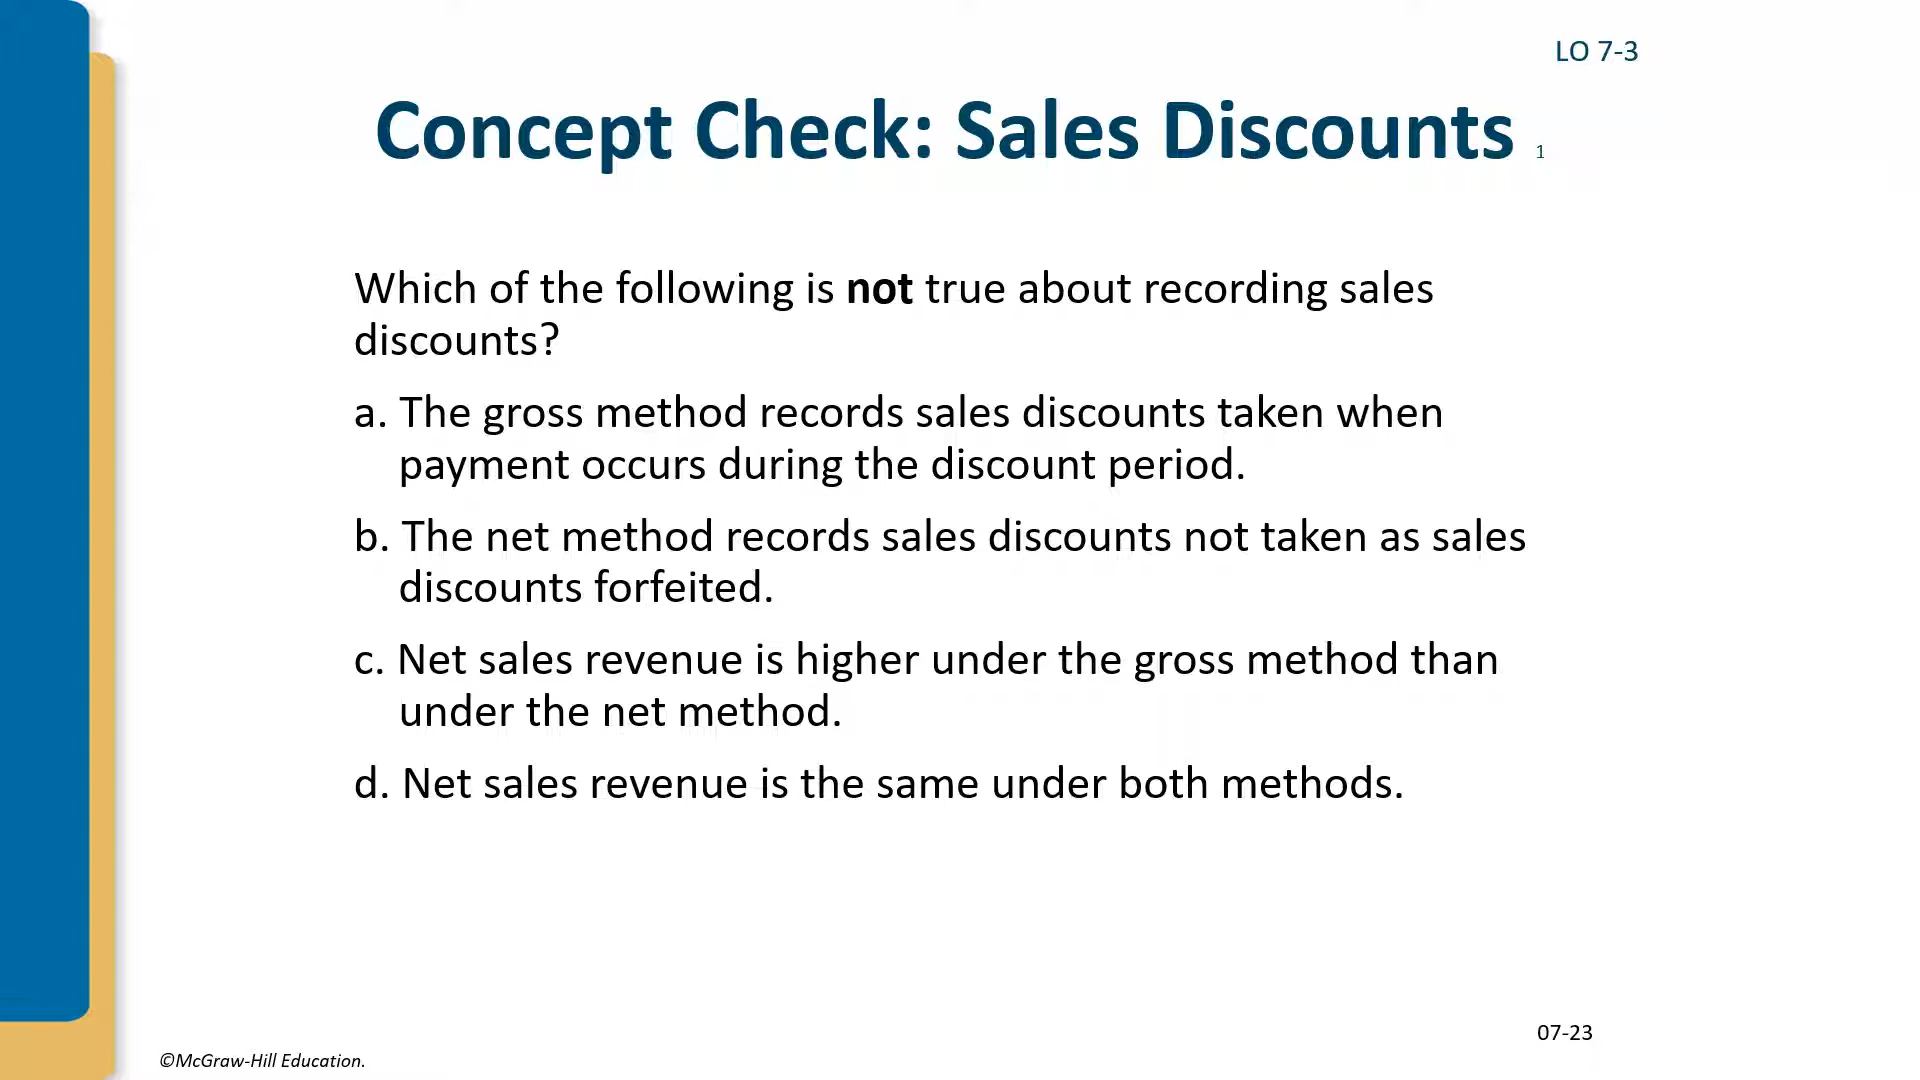 LO 7-3
Concept Check: Sales Discounts 1
Which of the following is not true about recording sales
discounts?
a. The gross method records sales discounts taken when
payment occurs during the discount period.
b. The net method records sales discounts not taken as sales
discounts forfeited.
c. Net sales revenue is higher under the gross method than
under the net method.
d. Net sales revenue is the same under both methods.
07-23
©McGraw-Hill Education.